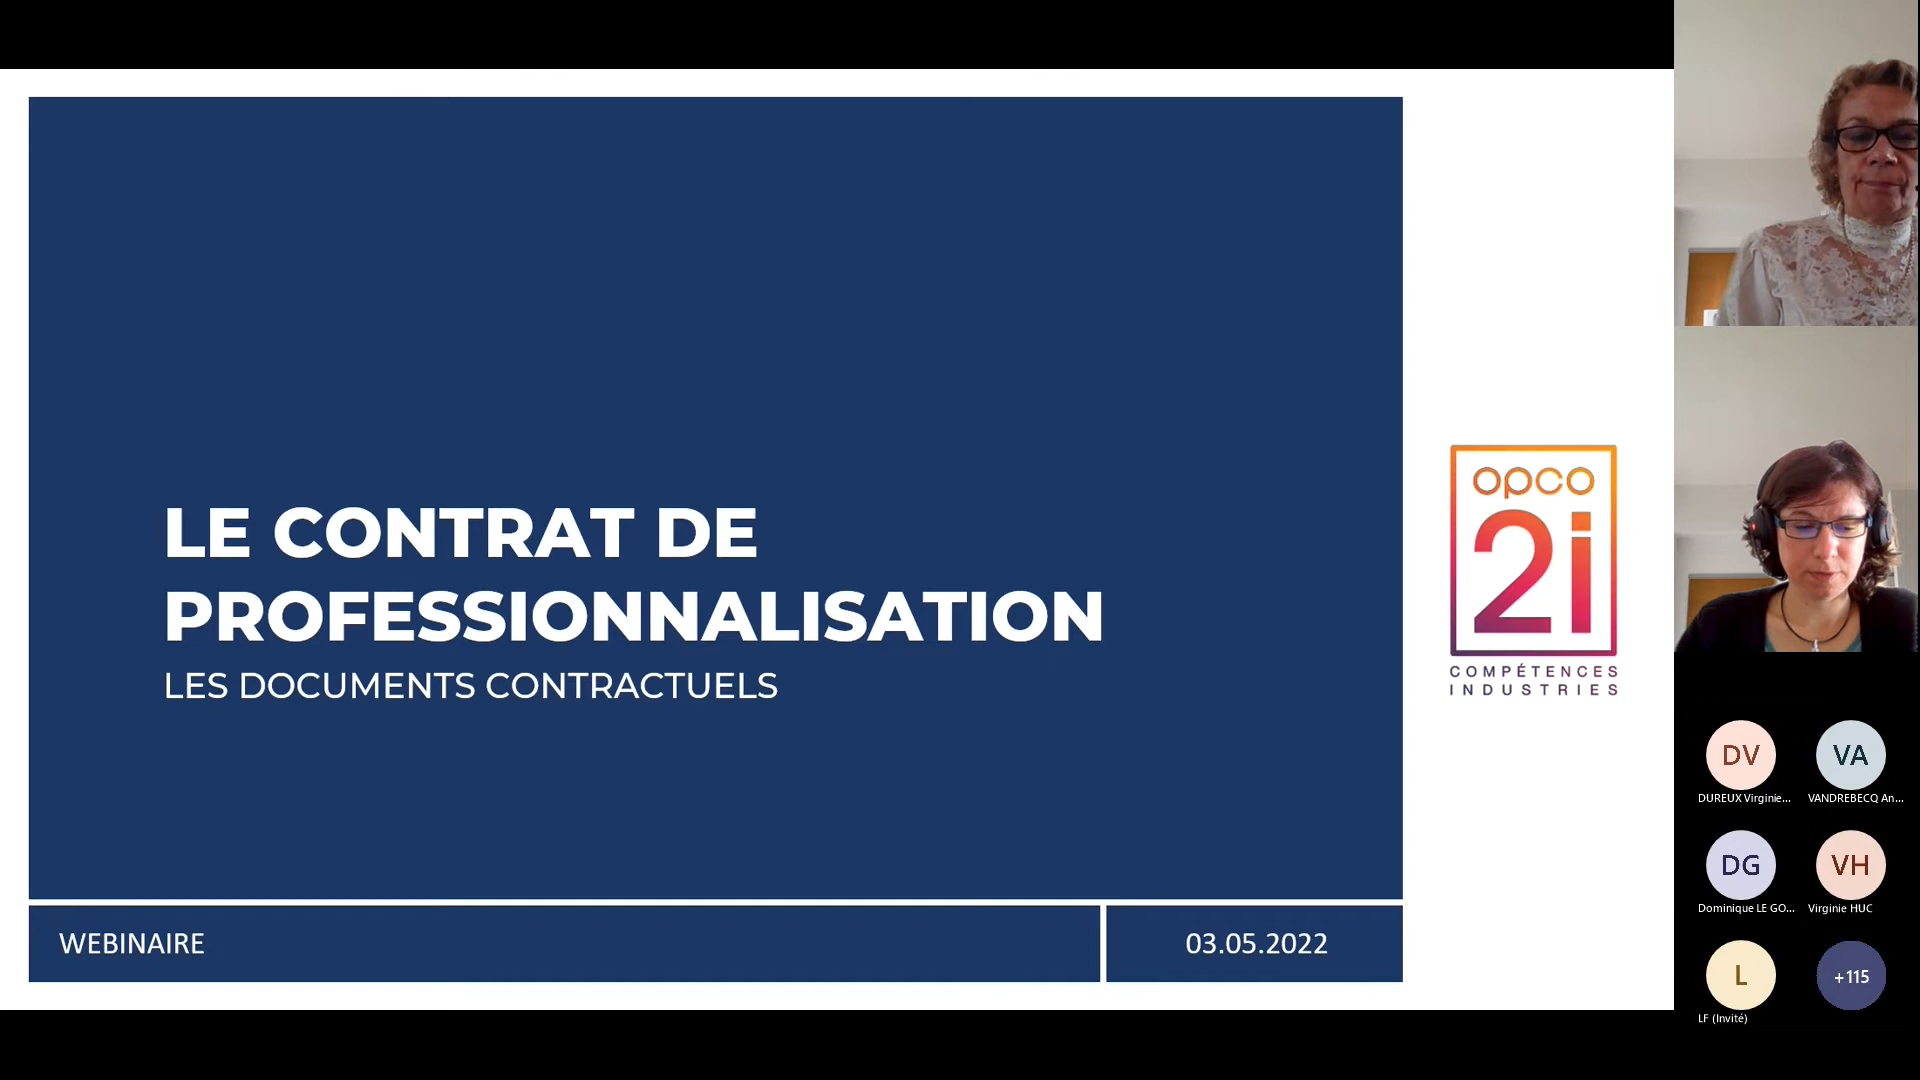 LE CONTRAT DE
PROFESSIONNALISATION
LES DOCUMENTS CONTRACTUELS
WEBINAIRE
03.05.2022
opco
2i
COMPÉTENCES
INDUSTRIES
DV
DUREUX Virginie...
VA
VANDREBECQ An...
DG
Dominique LE GO...
VH
Virginie HUC
L
LF (Invité)
+115